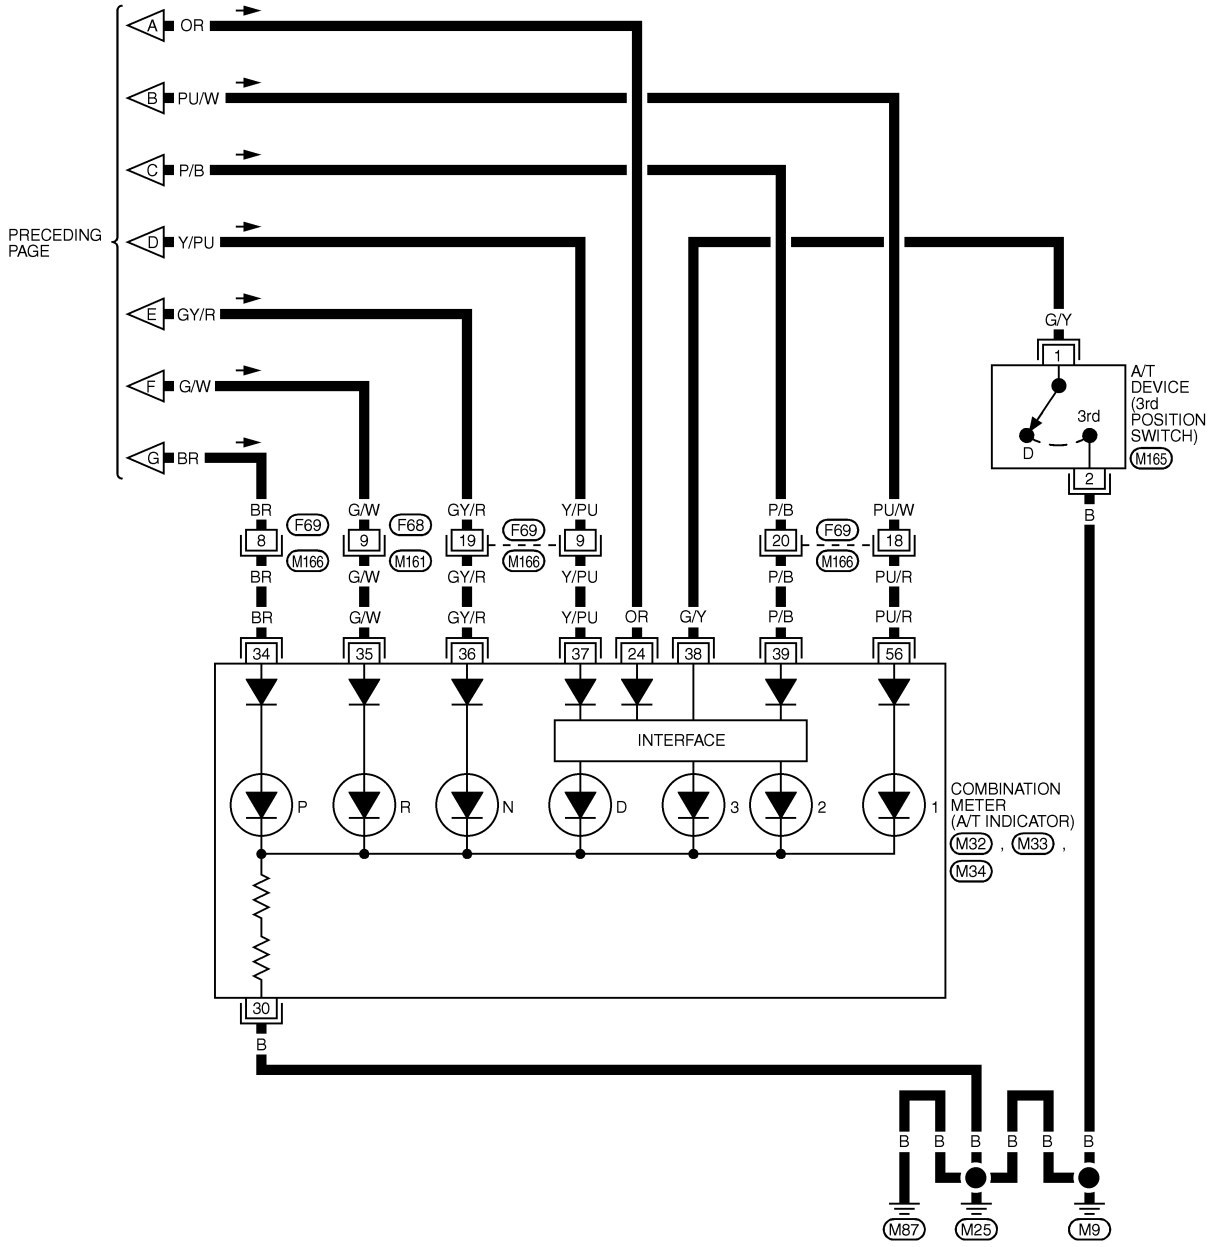 A OR
B PU/W
C P/B
D Y/PU
PRECEDING
PAGE
E GY/R
F G/W
G BR
G/Y
1
A/T
DEVICE
(3rd
POSITION
SWITCH)
M165
3rd
D
2
B
BR G/W GY/R Y/PU P/B PU/W
8 F69 9 F68 19 F69 9 20 F69 18
M166 M161 M166 M166
BR G/W GY/R Y/PU P/B PU/R
BR G/W GY/R Y/PU OR G/Y P/B PU/R
34 35 36 37 24 38 39 56
INTERFACE
P R N D 3 2 1
COMBINATION
METER
(A/T INDICATOR)
M32 , M33 ,
M34
30
B
B B B B B B
M87 M25 M9